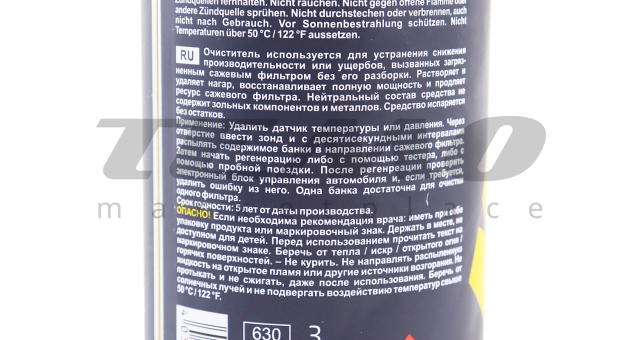 Zündquellen fernhalten. Nicht rauchen. Nicht gegen offene Flamme oder
andere Zündquelle sprühen. Nicht durchstechen oder verbrennen, auch
nicht nach Gebrauch. Vor Sonnenbestrahlung schützen. Nicht
Temperaturen über 50 °C / 122 °F aussetzen.
RU Очиститель используется для устранения снижения
производительности или ущербов, вызванных загряз-
ненным сажевым фильтром без его разборки. Растворяет и
удаляет нагар, восстанавливает полную мощность и продляет
ресурс сажевого фильтра. Нейтральный состав средства не
содержит зольных компонентов и металлов. Средство испаряется
без остатков.
Применение: Удалить датчик температуры или давления. Через
отверстие ввести зонд и с десятисекундными интервалами
распылять содержимое банки в направлении сажевого фильтра.
Затем начать регенерацию либо с помощью тестера, либо с
помощью пробной поездки. После регенреации проверить
электронный блок управления автомобиля и, если требуется,
удалить ошибку из него. Одна банка достаточна для очистки
одного фильтра.
Срок годности: 5 лет от даты производства.
ОПАСНО! Если необходима рекомендация врача: иметь при себе
упаковку продукта или маркировочный знак. Держать в месте, не
доступном для детей. Перед использованием прочитать текст на
маркировочном знаке. Беречь от тепла / искр / открытого огня /
горячих поверхностей. – Не курить. Не направлять распыленную
жидкость на открытое пламя или другие источники возгорания. Не
протыкать и не сжигать, даже после использования. Беречь от
солнечных лучей и не подвергать воздействию температур свыше
50 °C / 122 °F.
marketplace
630 3